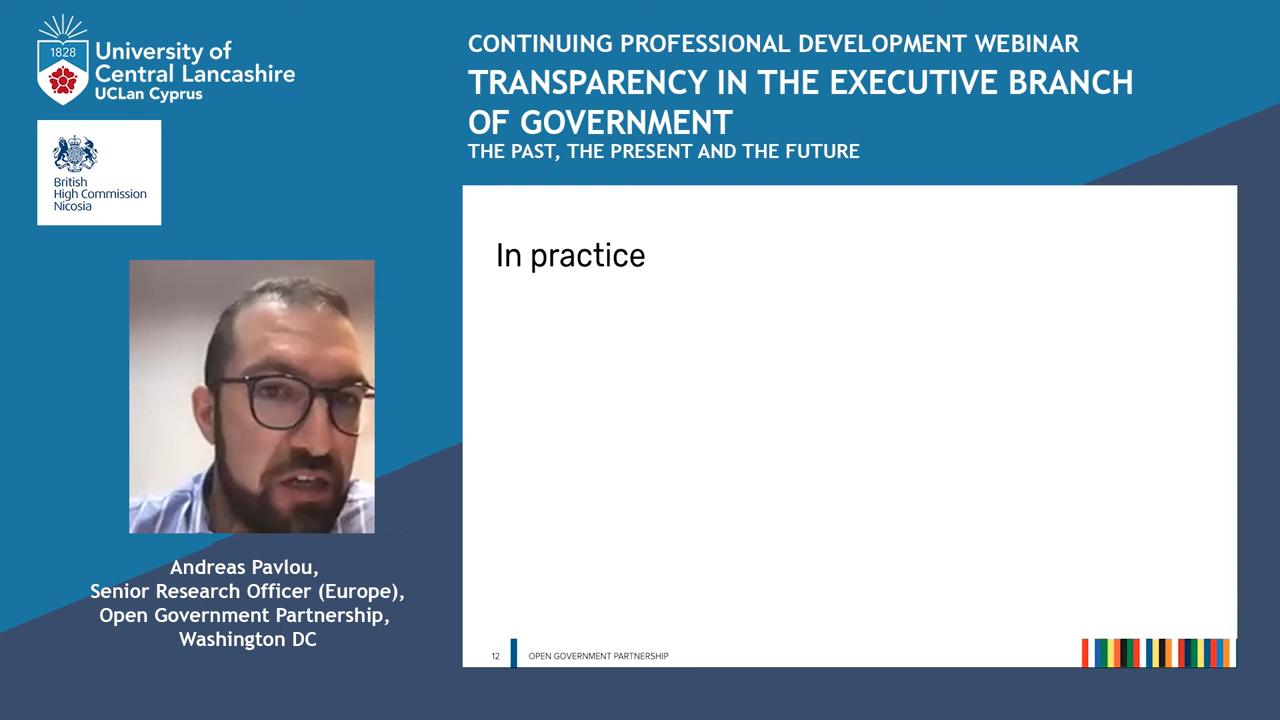 1828
University of
Central Lancashire
UCLan Cyprus
British
High Commission
Nicosia
CONTINUING PROFESSIONAL DEVELOPMENT WEBINAR
TRANSPARENCY IN THE EXECUTIVE BRANCH
OF GOVERNMENT
THE PAST, THE PRESENT AND THE FUTURE
In practice
12 OPEN GOVERNMENT PARTNERSHIP
Andreas Pavlou,
Senior Research Officer (Europe),
Open Government Partnership,
Washington DC